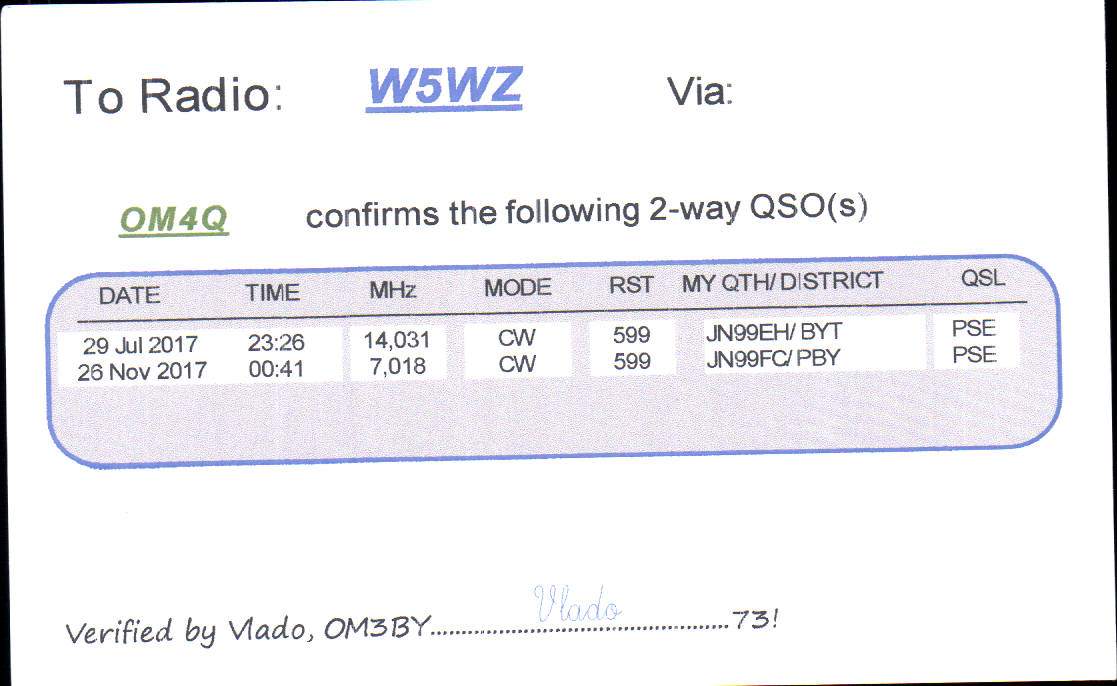 To Radio: W5WZ Via:
OM4Q confirms the following 2-way QSO(s)
DATE TIME MHz MODE RST MY QTH/ DISTRICT QSL
29 Jul 2017 23:26 14,031 CW 599 JN99EH/ BYT PSE
26 Nov 2017 00:41 7,018 CW 599 JN99FC/ PBY PSE
Vlado
Verified by Vlado, OM3BY..................................................73!